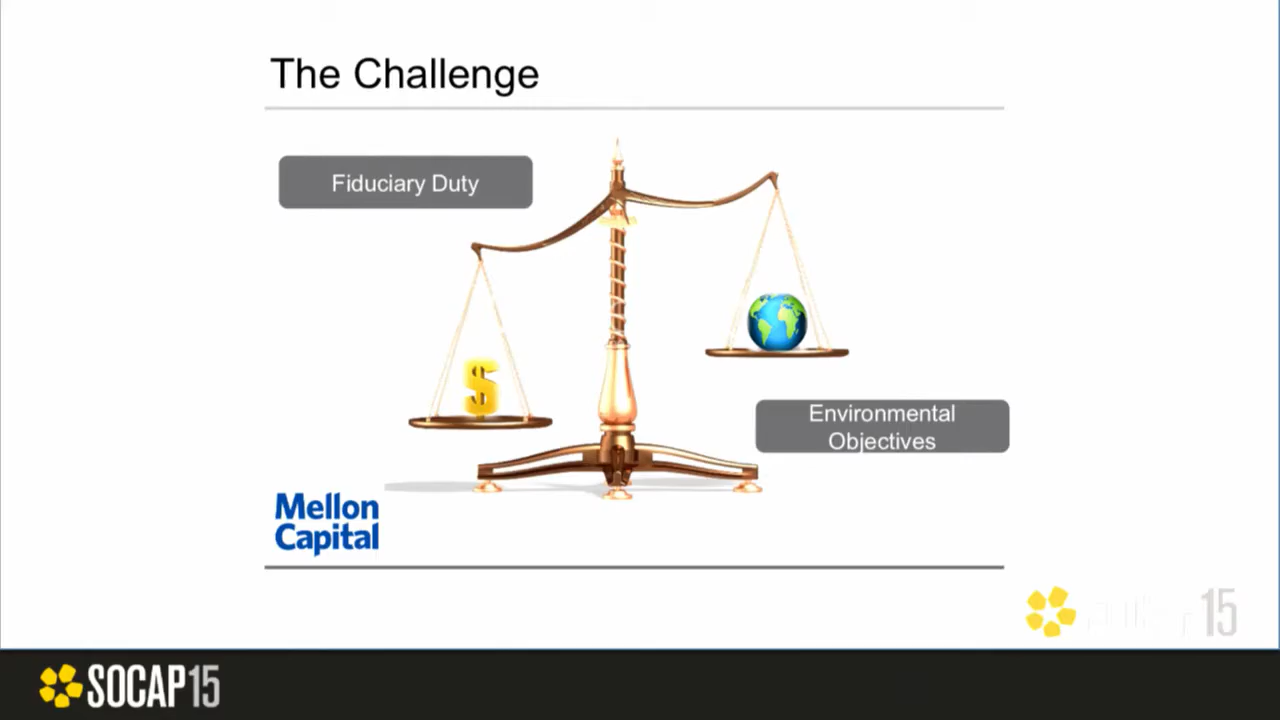 The Challenge
Fiduciary Duty
$
Environmental
Objectives
Mellon
Capital
15
SOCAP15